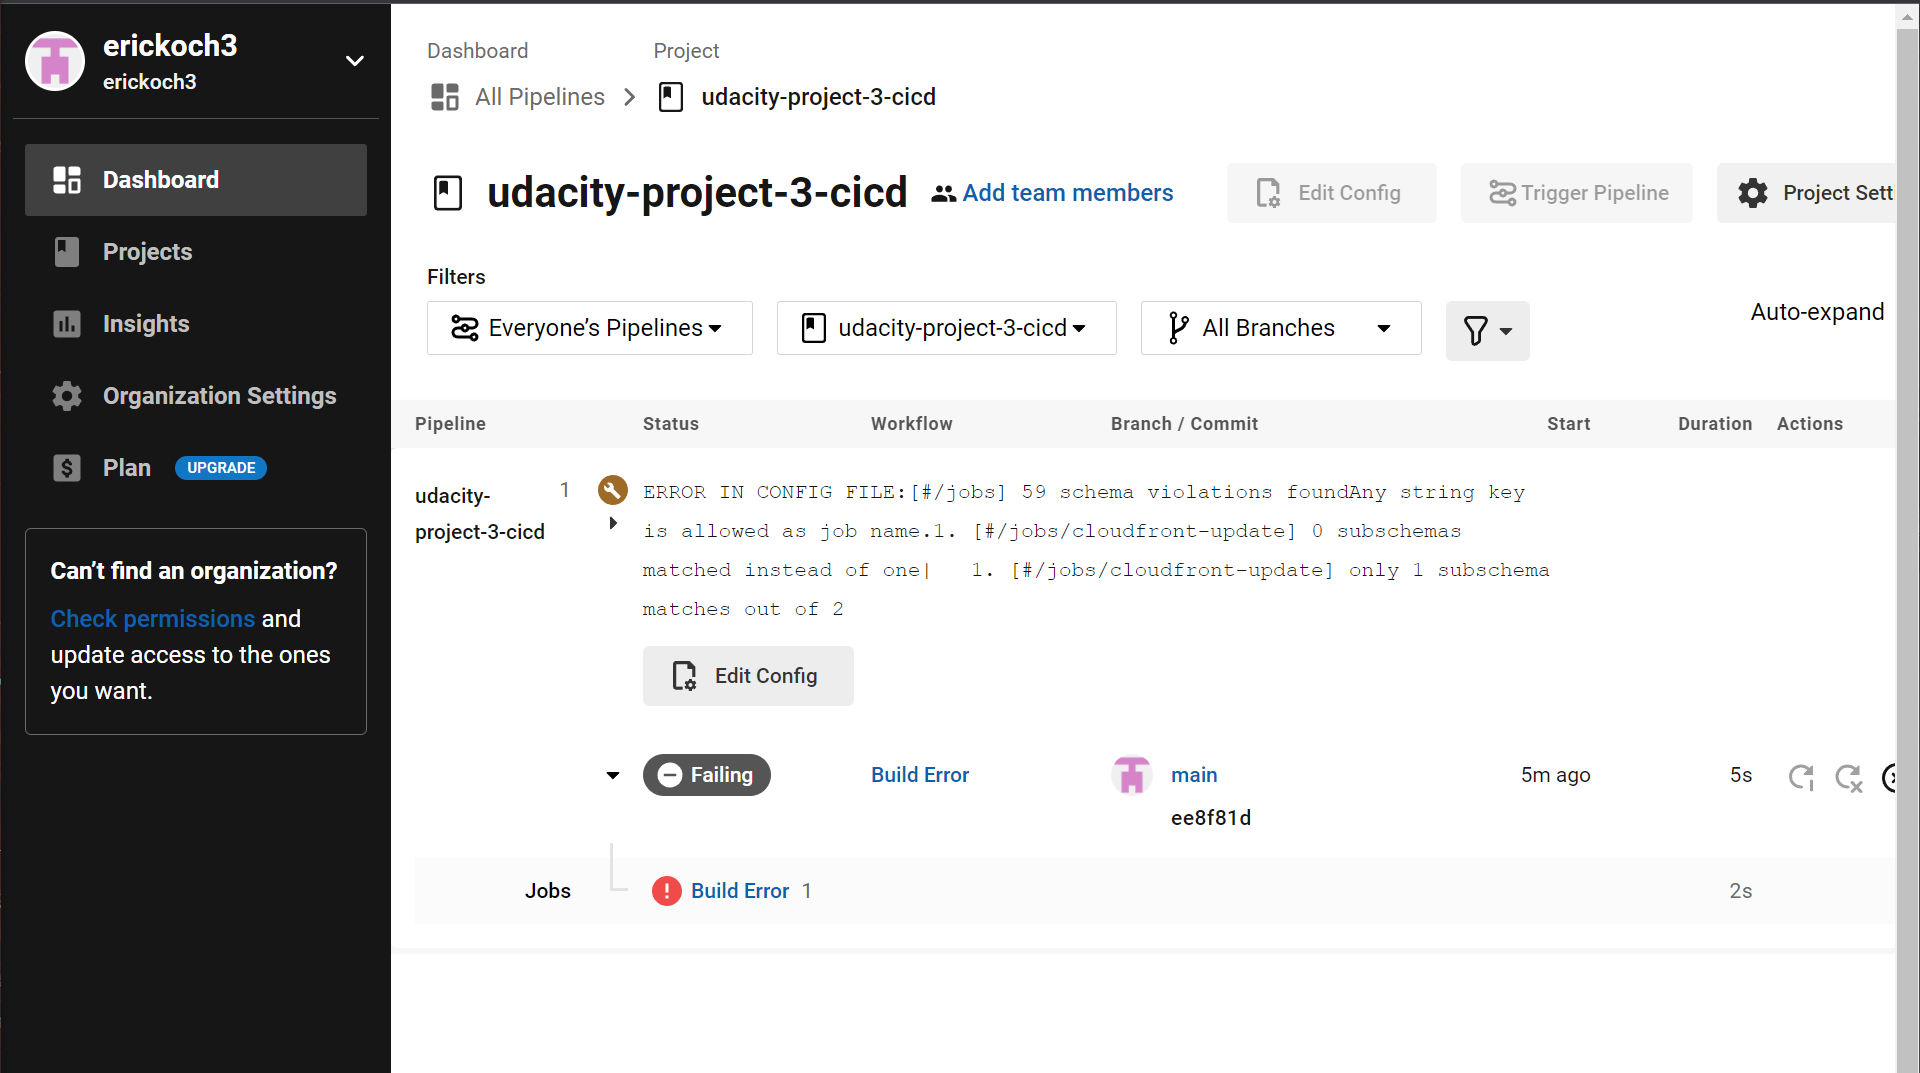 erickoch3
erickoch3
Dashboard
Projects
Insights
Organization Settings
Plan UPGRADE
Can’t find an organization?
Check permissions and
update access to the ones
you want.
Dashboard Project
All Pipelines udacity-project-3-cicd
udacity-project-3-cicd Add team members Edit Config Trigger Pipeline Project Sett
Filters
Everyone’s Pipelines udacity-project-3-cicd All Branches Auto-expand
Pipeline Status Workflow Branch / Commit Start Duration Actions
udacity-
project-3-cicd
1
ERROR IN CONFIG FILE:[#/jobs] 59 schema violations foundAny string key
is allowed as job name.1. [#/jobs/cloudfront-update] 0 subschemas
matched instead of one|   1. [#/jobs/cloudfront-update] only 1 subschema
matches out of 2
Edit Config
Failing Build Error main 5m ago 5s
ee8f81d
Jobs Build Error 1 2s